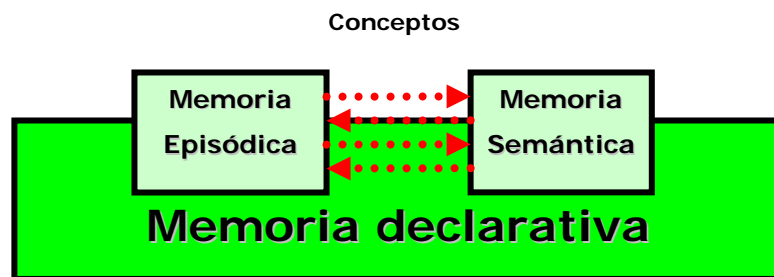 Conceptos
Memoria
Episódica
Memoria
Semántica
Memoria declarativa